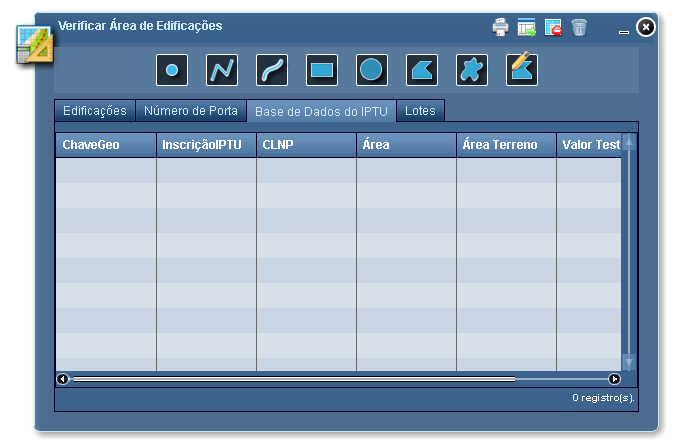 Verificar Área de Edificações
Edificações Número de Porta Base de Dados do IPTU Lotes
ChaveGeo InscriçãoIPTU CLNP Área Área Terreno Valor Test
0 registro(s).